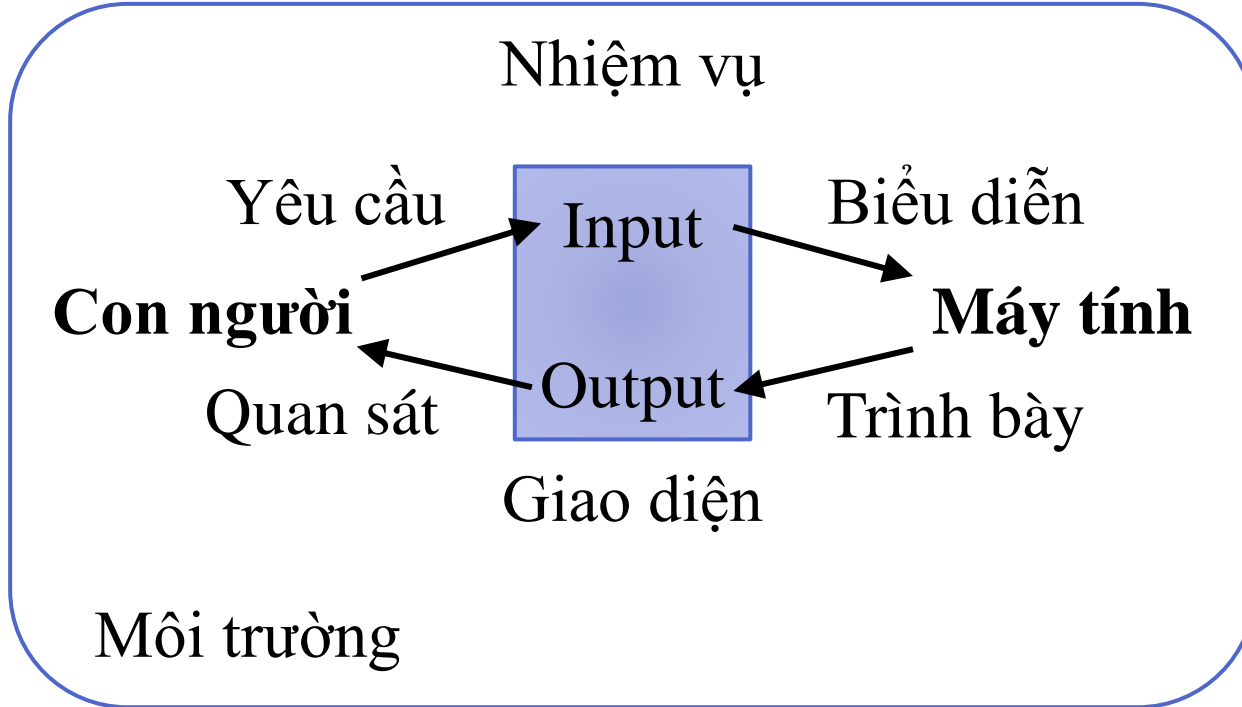 Nhiệm vụ
Yêu cầu
Input
Biểu diễn
Con người
Máy tính
Quan sát
Output
Trình bày
Giao diện
Môi trường